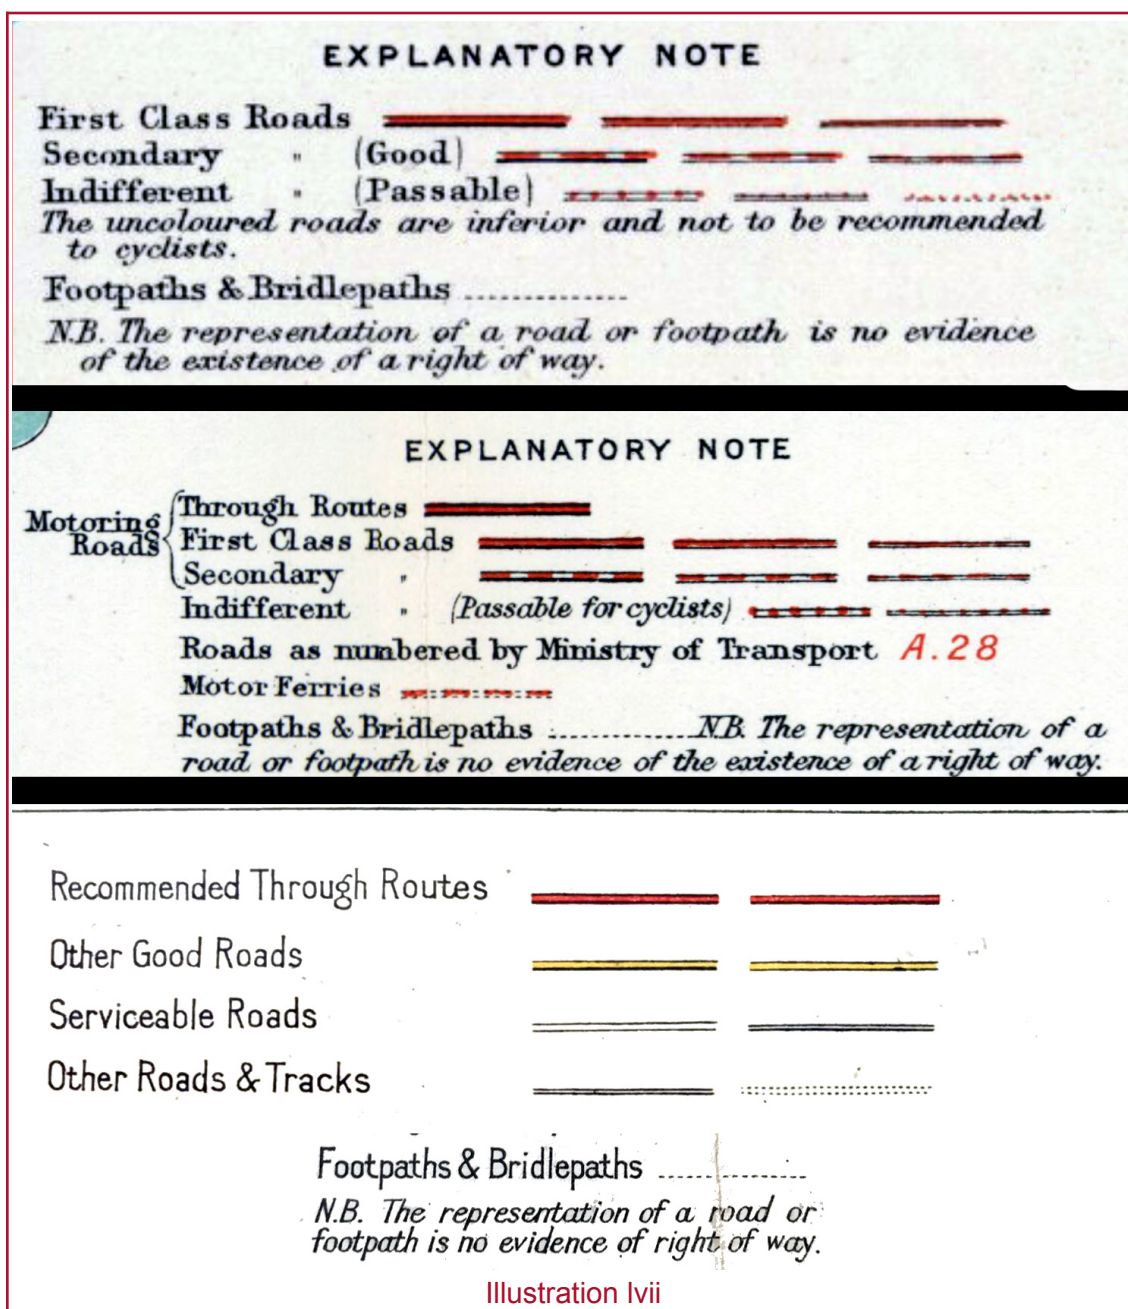 EXPLANATORY NOTE
First Class Roads
Secondary " (Good)
Indifferent " (Passable)
The uncoloured roads are inferior and not to be recommended
to cyclists.
Footpaths & Bridlepaths
N.B. The representation of a road or footpath is no evidence
of the existence of a right of way.
EXPLANATORY NOTE
Motoring Roads
Through Routes
First Class Roads
Secondary "
Indifferent " (Passable for cyclists)
Roads as numbered by Ministry of Transport A.28
Motor Ferries
Footpaths & Bridlepaths N.B. The representation of a
road or footpath is no evidence of the existence of a right of way.
Recommended Through Routes
Other Good Roads
Serviceable Roads
Other Roads & Tracks
Footpaths & Bridlepaths
N.B. The representation of a road or
footpath is no evidence of right of way.
Illustration lvii